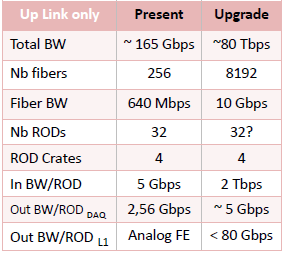 Up Link only Present Upgrade
Total BW ~ 165 Gbps ~80 Tbps
Nb fibers 256 8192
Fiber BW 640 Mbps 10 Gbps
Nb RODs 32 32?
ROD Crates 4 4
In BW/ROD 5 Gbps 2 Tbps
Out BW/ROD DAQ 2,56 Gbps ~ 5 Gbps
Out BW/ROD L1 Analog FE < 80 Gbps